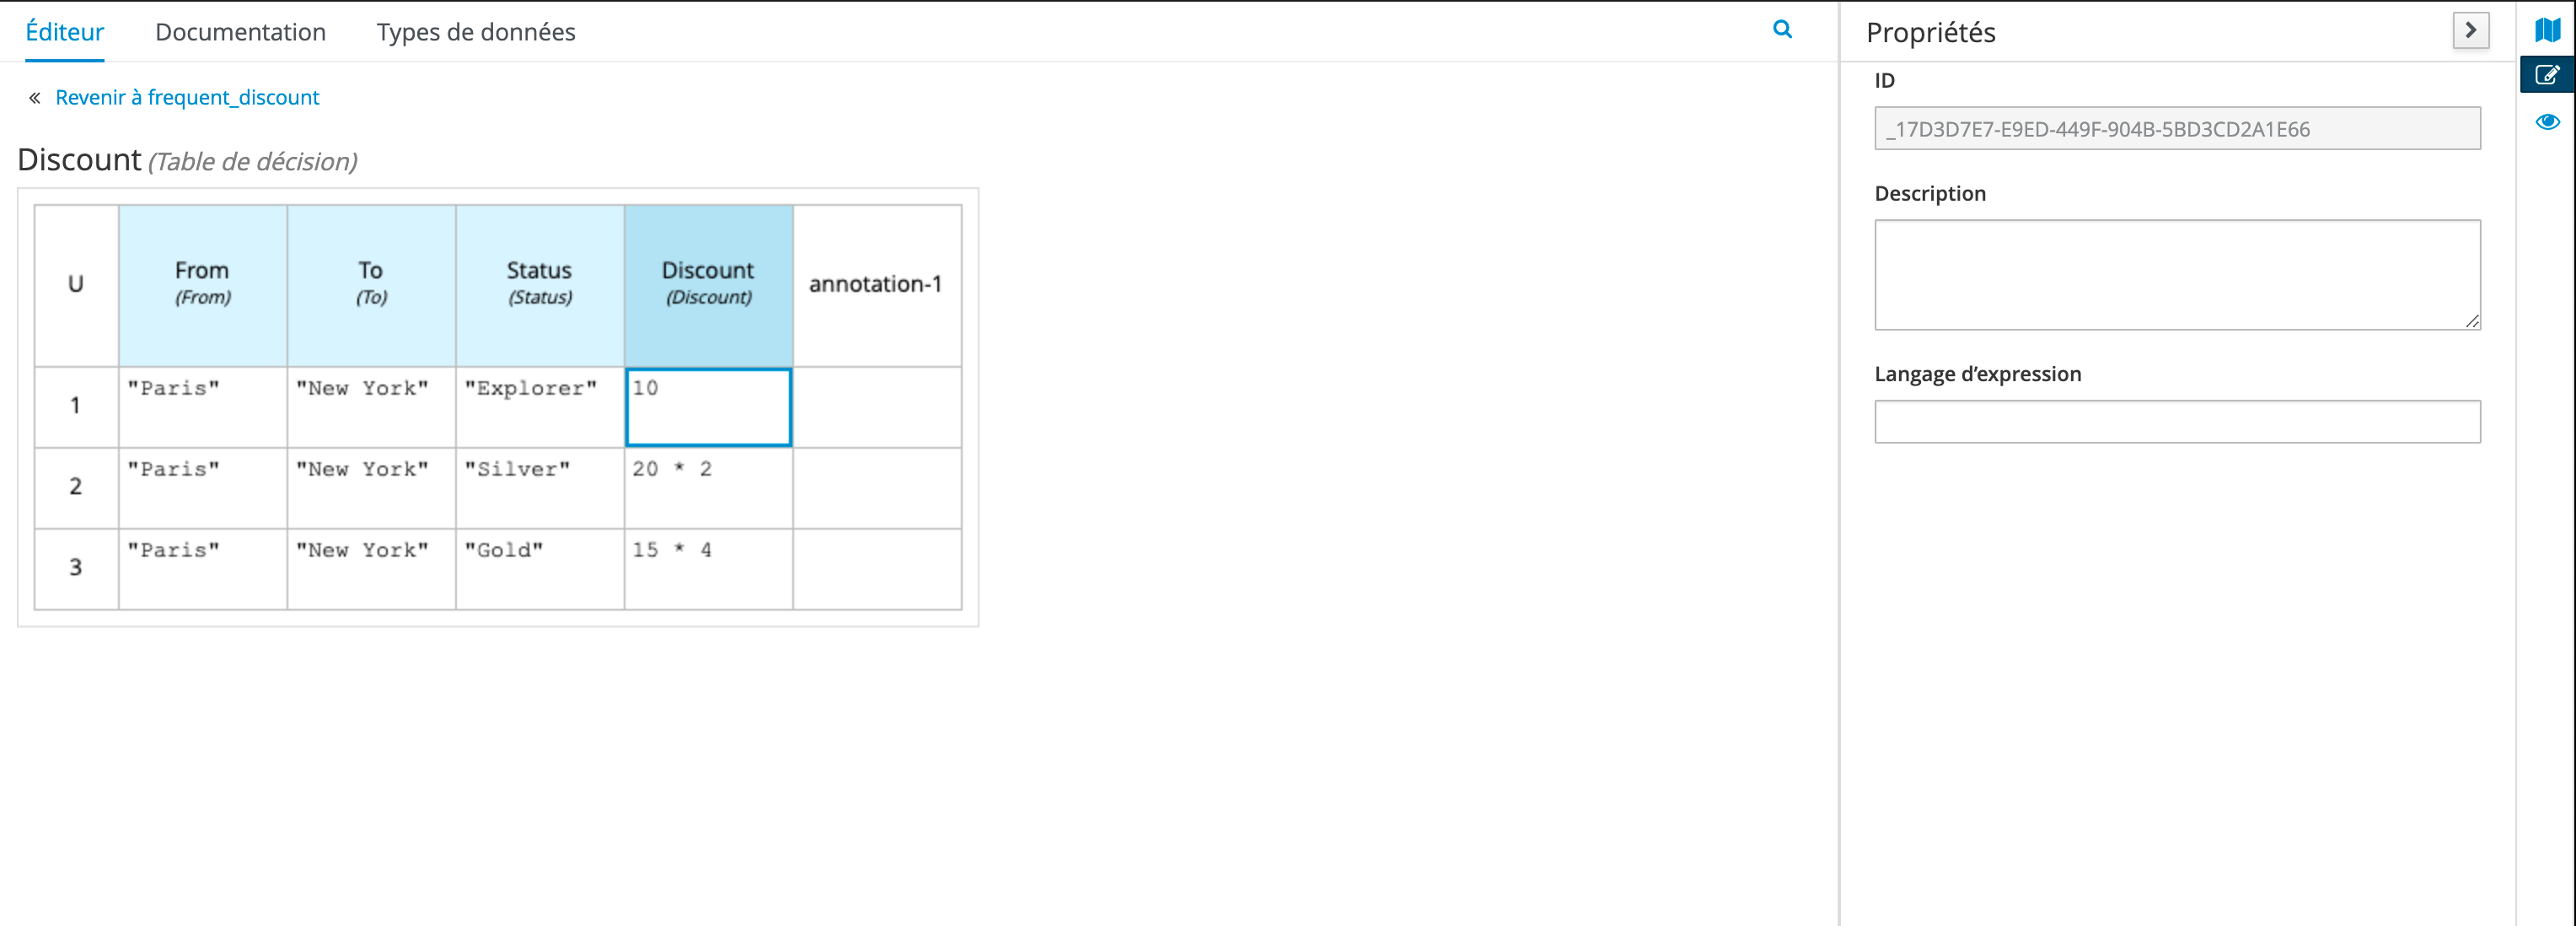 Éditeur Documentation Types de données
Propriétés
« Revenir à frequent_discount
Discount (Table de décision)
U From (From) To (To) Status (Status) Discount (Discount) annotation-1
1 "Paris" "New York" "Explorer" 10
2 "Paris" "New York" "Silver" 20 * 2
3 "Paris" "New York" "Gold" 15 * 4
ID
_17D3D7E7-E9ED-449F-904B-5BD3CD2A1E66
Description
Langage d’expression